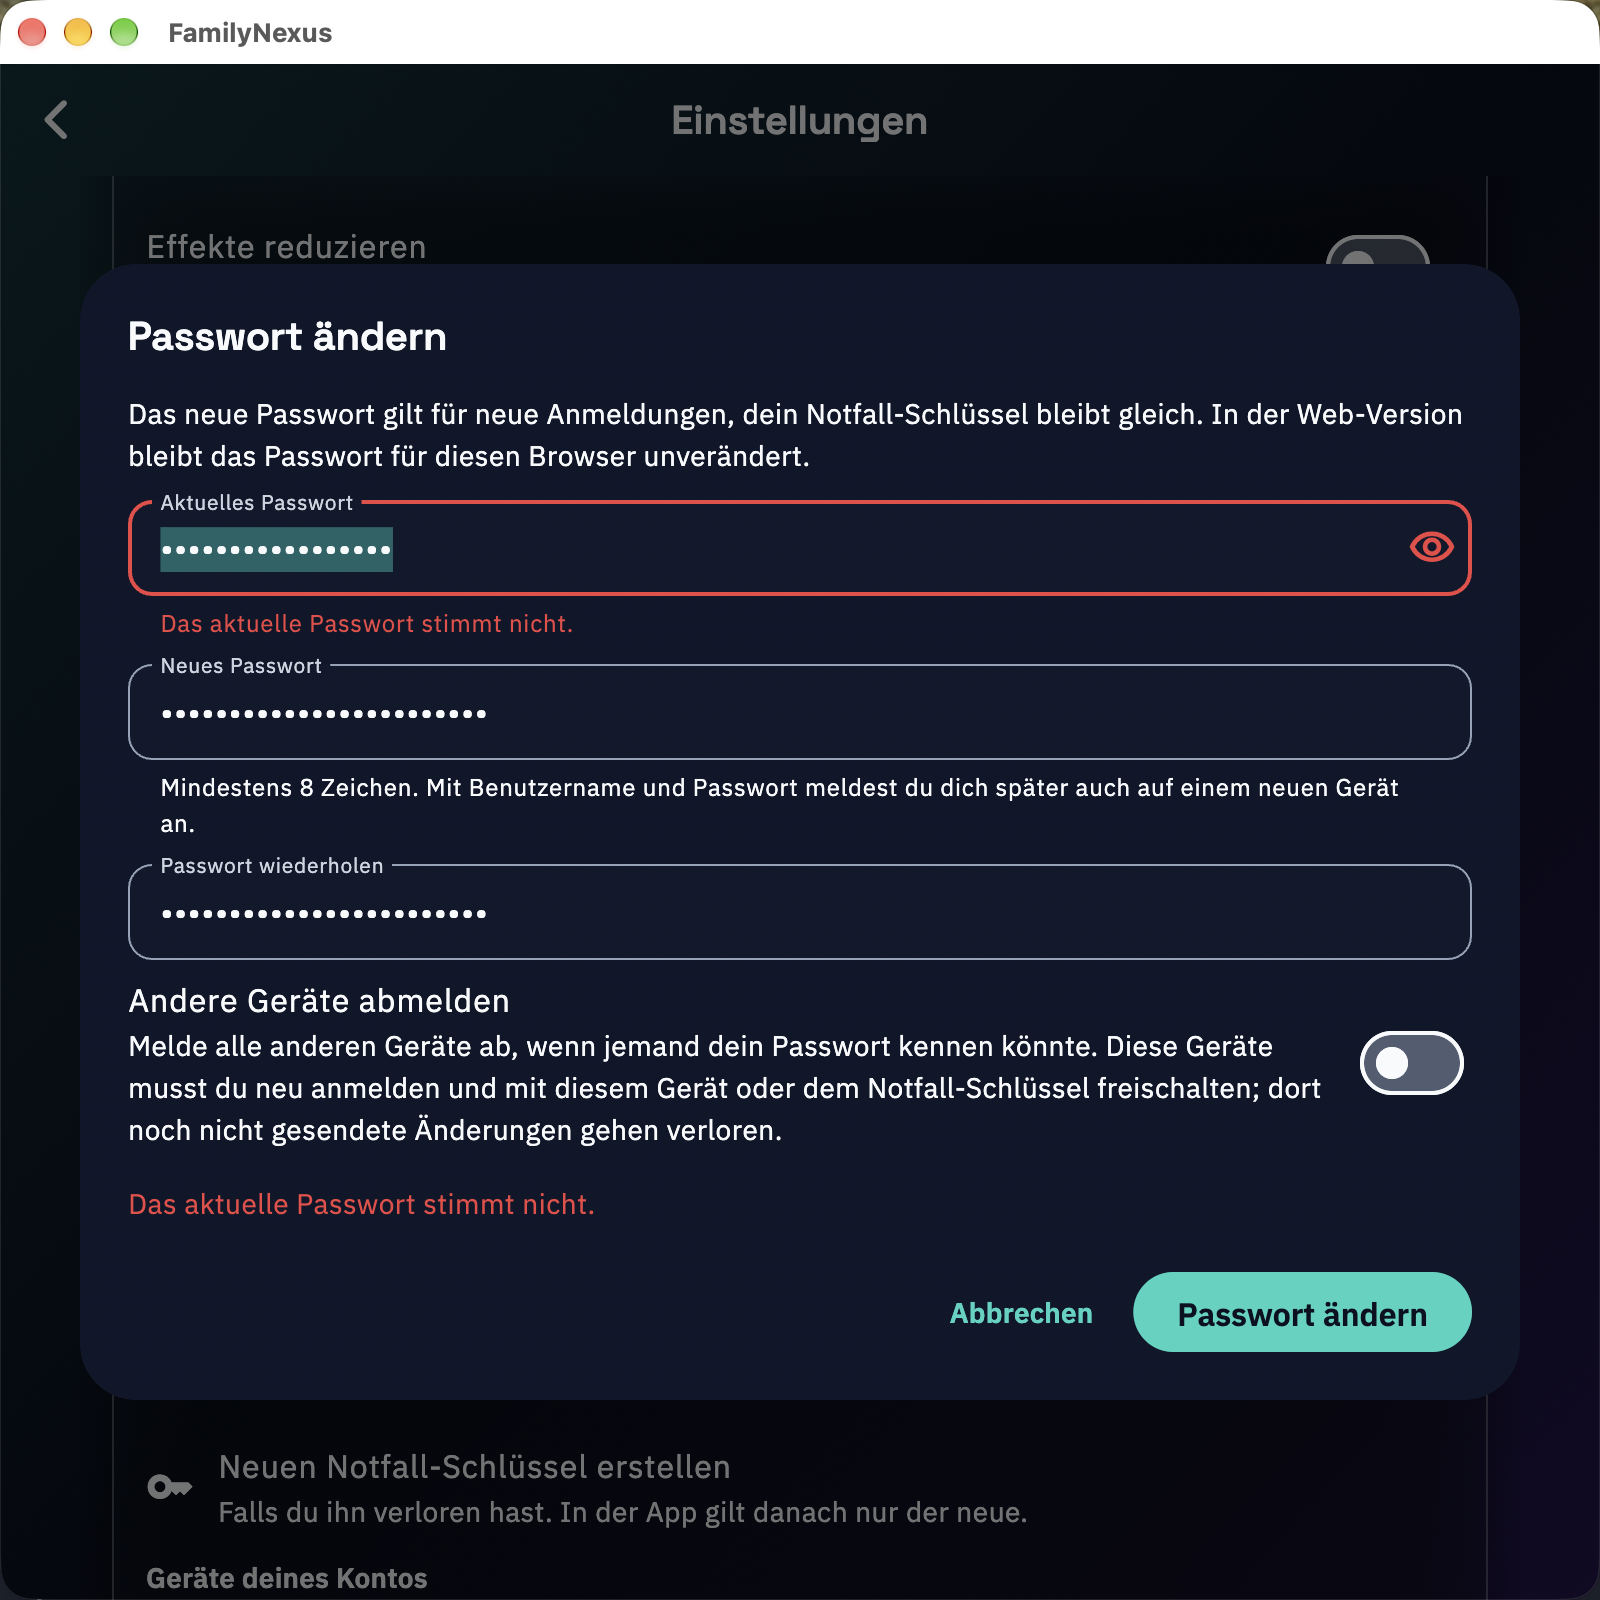 FamilyNexus
Einstellungen
Effekte reduzieren
Passwort ändern
Das neue Passwort gilt für neue Anmeldungen, dein Notfall-Schlüssel bleibt gleich. In der Web-Version
bleibt das Passwort für diesen Browser unverändert.
Aktuelles Passwort
•••••••••••••••••
Das aktuelle Passwort stimmt nicht.
Neues Passwort
••••••••••••••••••••••••
Mindestens 8 Zeichen. Mit Benutzername und Passwort meldest du dich später auch auf einem neuen Gerät
an.
Passwort wiederholen
••••••••••••••••••••••••
Andere Geräte abmelden
Melde alle anderen Geräte ab, wenn jemand dein Passwort kennen könnte. Diese Geräte
musst du neu anmelden und mit diesem Gerät oder dem Notfall-Schlüssel freischalten; dort
noch nicht gesendete Änderungen gehen verloren.
Das aktuelle Passwort stimmt nicht.
Abbrechen
Passwort ändern
Neuen Notfall-Schlüssel erstellen
Falls du ihn verloren hast. In der App gilt danach nur der neue.
Geräte deines Kontos